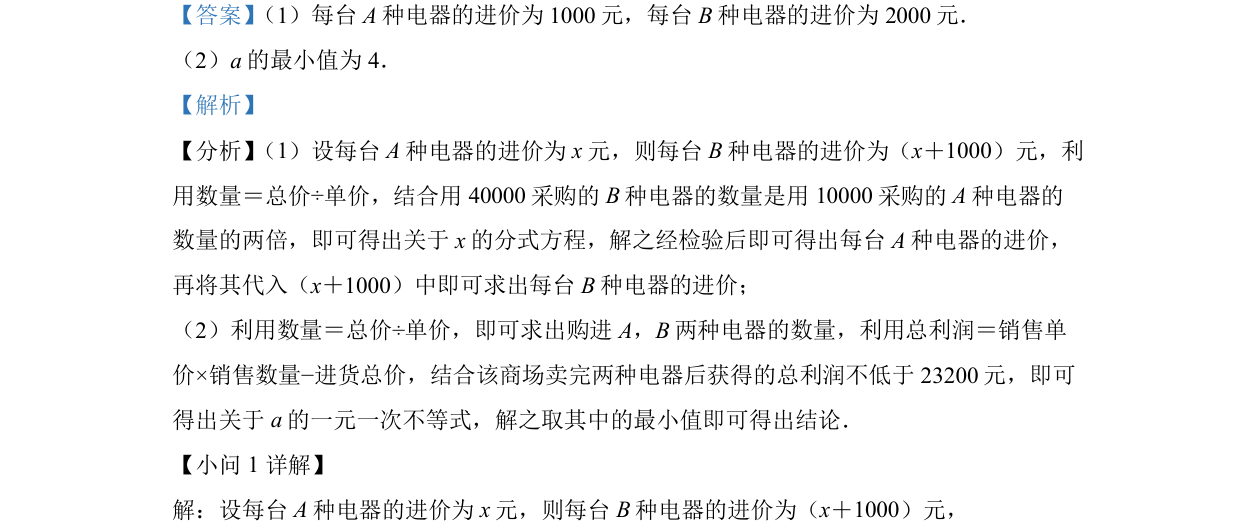 【答案】（1）每台 A 种电器的进价为 1000 元，每台 B 种电器的进价为 2000 元．
（2）a 的最小值为 4．
【解析】
【分析】（1）设每台 A 种电器的进价为 x 元，则每台 B 种电器的进价为（x＋1000）元，利
用数量＝总价÷单价，结合用 40000 采购的 B 种电器的数量是用 10000 采购的 A 种电器的
数量的两倍，即可得出关于 x 的分式方程，解之经检验后即可得出每台 A 种电器的进价，
再将其代入（x＋1000）中即可求出每台 B 种电器的进价；
（2）利用数量＝总价÷单价，即可求出购进 A，B 两种电器的数量，利用总利润＝销售单
价×销售数量−进货总价，结合该商场卖完两种电器后获得的总利润不低于 23200 元，即可
得出关于 a 的一元一次不等式，解之取其中的最小值即可得出结论．
【小问 1 详解】
解：设每台 A 种电器的进价为 x 元，则每台 B 种电器的进价为（x＋1000）元，